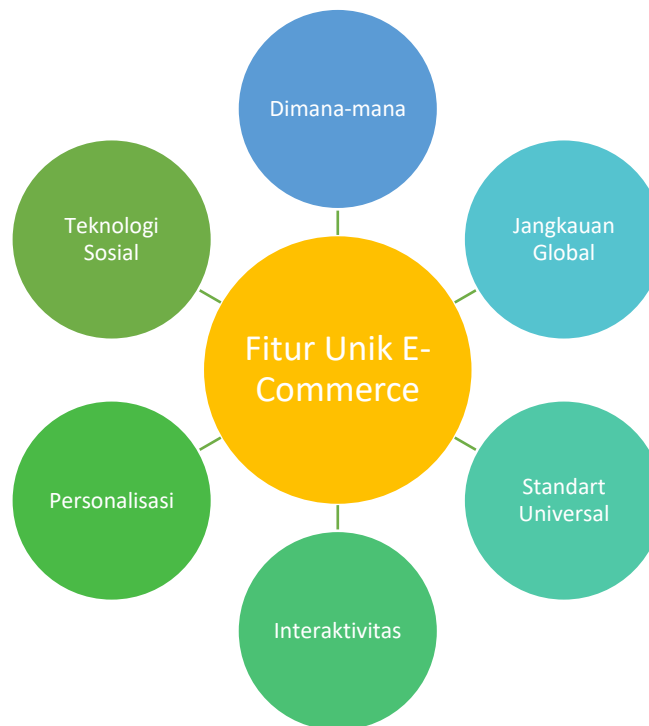 Dimana-mana
Jangkauan
Global
Standart
Universal
Interaktivitas
Personalisasi
Teknologi
Sosial
Fitur Unik E-
Commerce